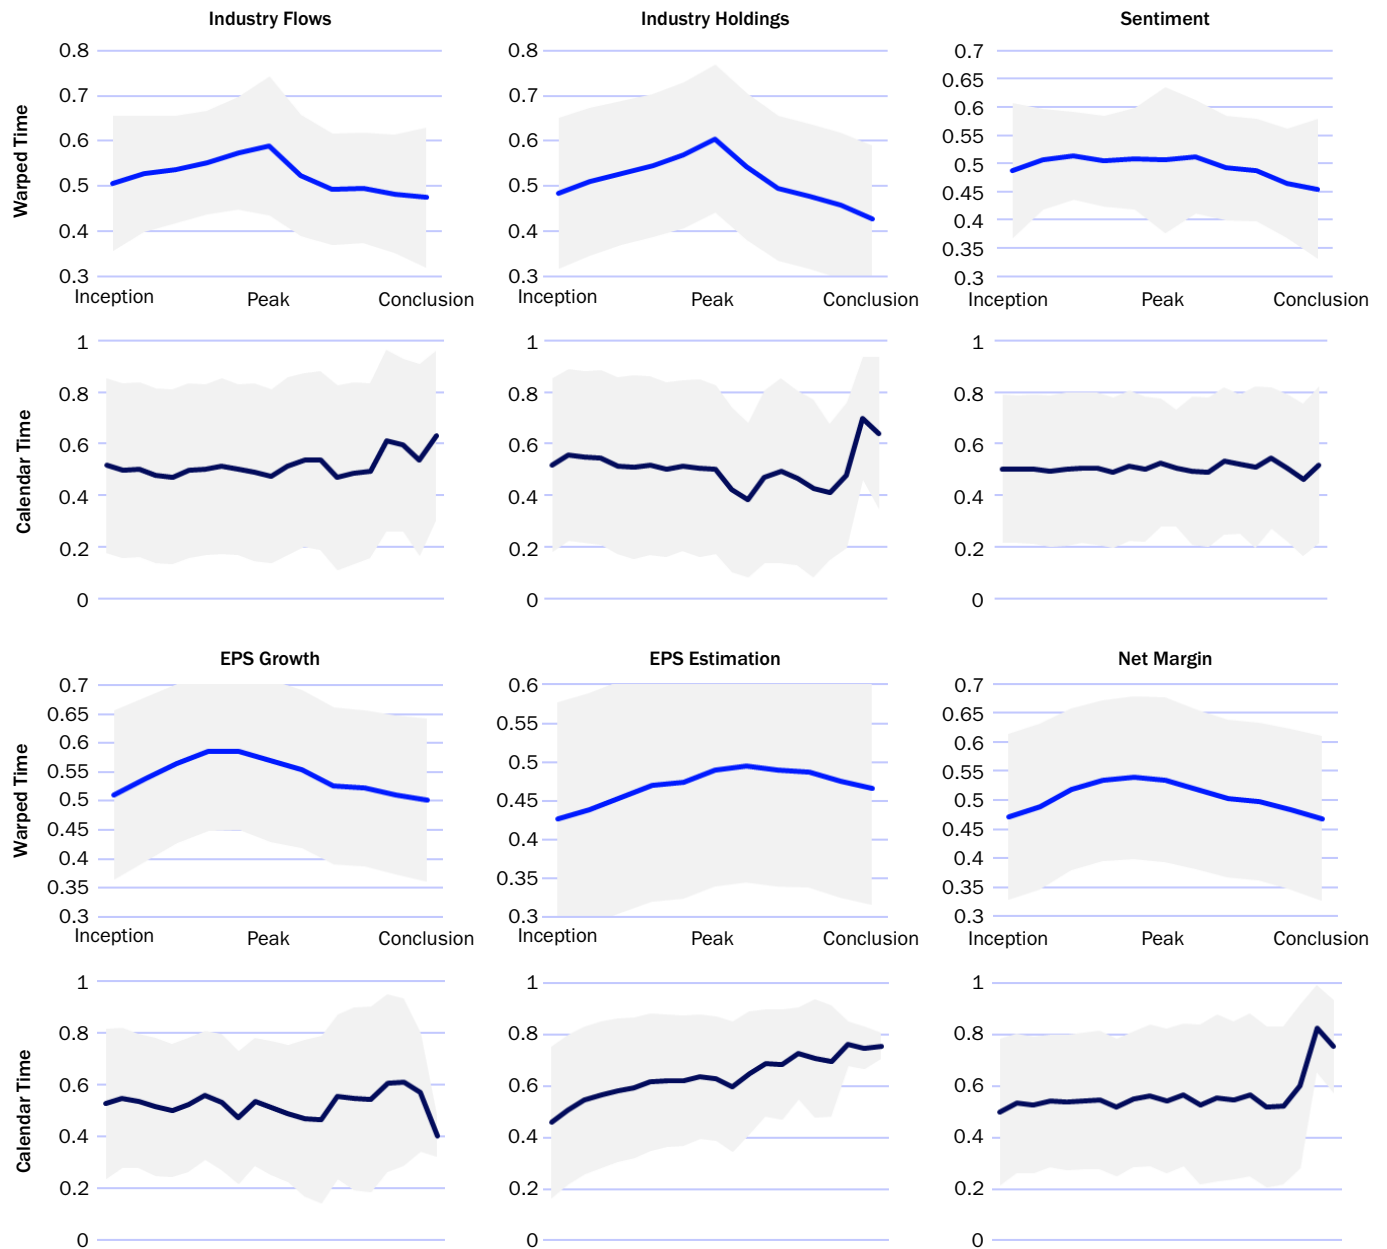 Industry Flows
Industry Holdings
Sentiment
Warped Time
0.8
0.7
0.6
0.5
0.4
0.3
Inception
Peak
Conclusion
0.8
0.7
0.6
0.5
0.4
0.3
Inception
Peak
Conclusion
0.7
0.65
0.6
0.55
0.5
0.45
0.4
0.35
0.3
Inception
Peak
Conclusion
Calendar Time
1
0.8
0.6
0.4
0.2
0
1
0.8
0.6
0.4
0.2
0
1
0.8
0.6
0.4
0.2
0
EPS Growth
EPS Estimation
Net Margin
Warped Time
0.7
0.65
0.6
0.55
0.5
0.45
0.4
0.35
0.3
Inception
Peak
Conclusion
0.6
0.55
0.5
0.45
0.4
0.35
0.3
Inception
Peak
Conclusion
0.7
0.65
0.6
0.55
0.5
0.45
0.4
0.35
0.3
Inception
Peak
Conclusion
Calendar Time
1
0.8
0.6
0.4
0.2
0
1
0.8
0.6
0.4
0.2
0
1
0.8
0.6
0.4
0.2
0